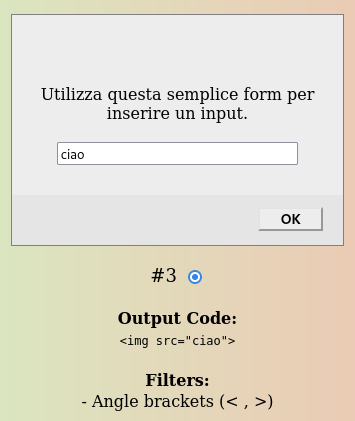 Utilizza questa semplice form per
inserire un input.
ciao
OK
#3
Output Code:
<img src="ciao">
Filters:
- Angle brackets (< , >)